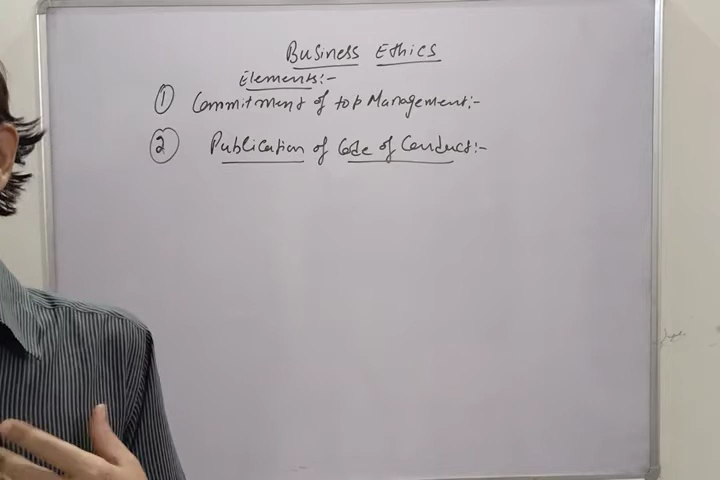 Business Ethics
Elements:-
① Commitment of top Management:-
② Publication of Code of Conduct:-